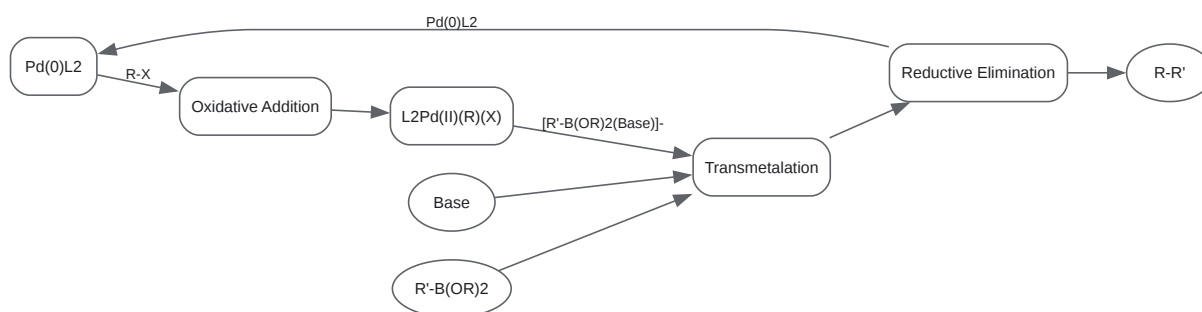 Pd(0)L2
Pd(0)L2
R-X
Oxidative Addition
L2Pd(II)(R)(X)
[R'-B(OR)2(Base)]-
Base
R'-B(OR)2
Transmetalation
Reductive Elimination
R-R'